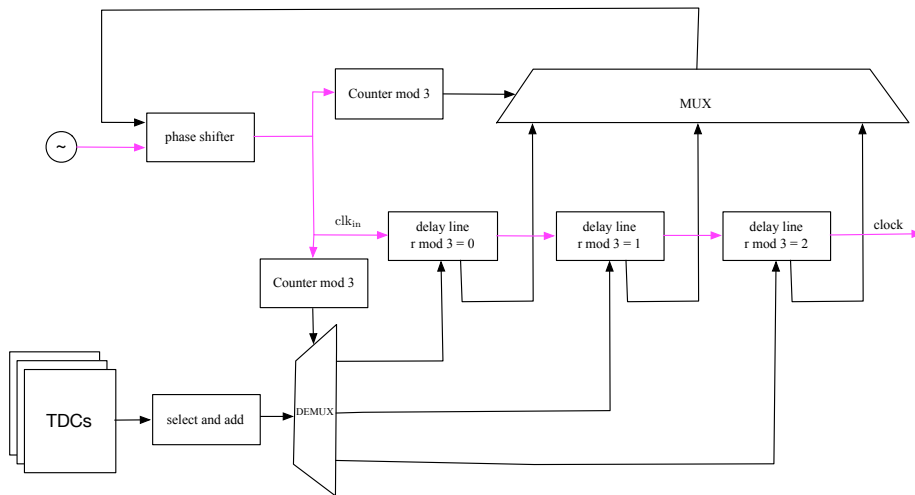 Counter mod 3
MUX
phase shifter
~
clk_in
delay line
r mod 3 = 0
delay line
r mod 3 = 1
delay line
r mod 3 = 2
clock
Counter mod 3
TDCs
select and add
DEMUX